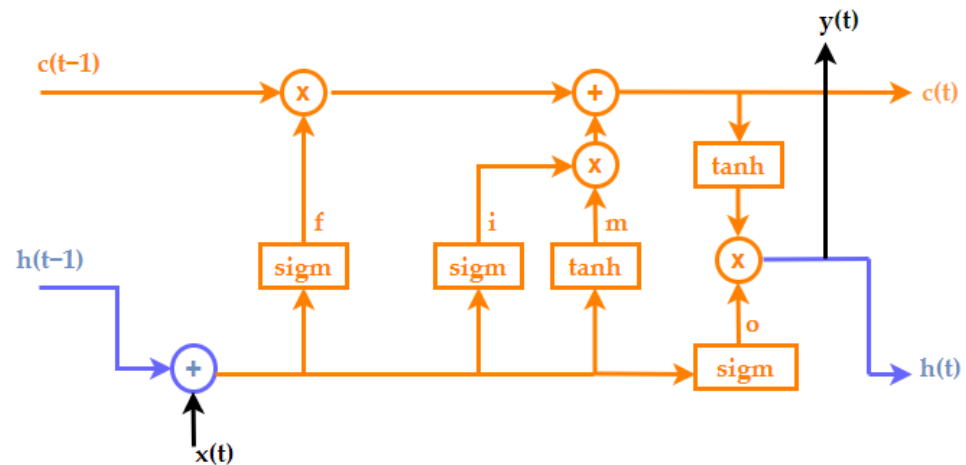 y(t)
c(t−1)
x
+
c(t)
x
tanh
f
i
m
h(t−1)
sigm
sigm
tanh
x
o
+
sigm
h(t)
x(t)